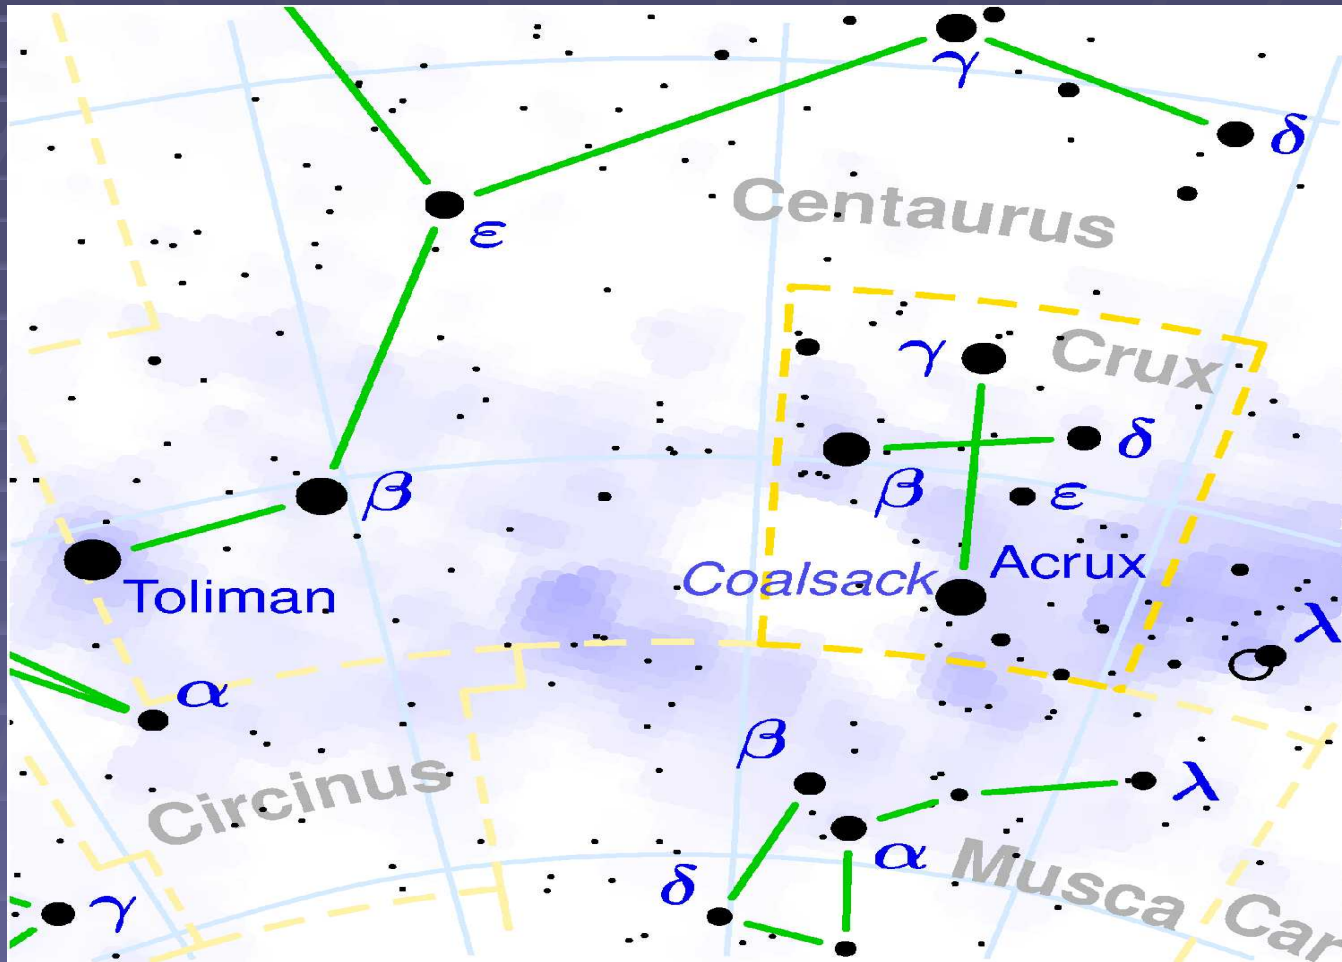 γ
δ
Centaurus
ε
γ
Crux
δ
β
β
ε
Acrux
Coalsack
Toliman
λ
α
β
λ
Circinus
α
Musca
δ
γ
Car